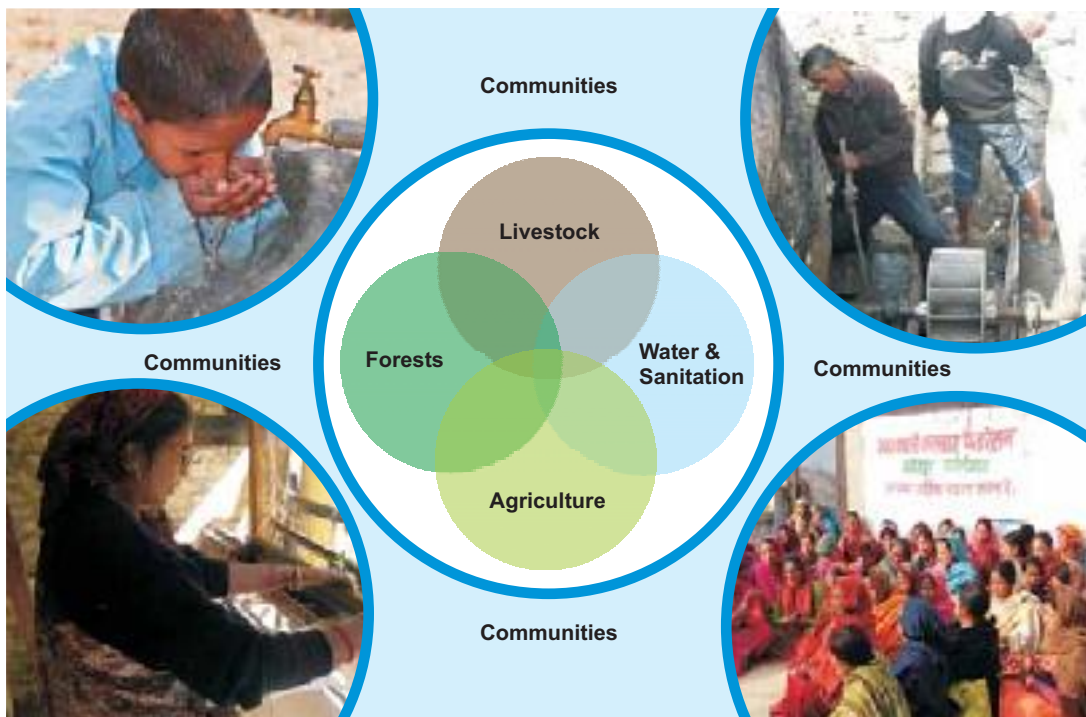 Communities
Livestock
Forests
Water &
Sanitation
Communities
Communities
Agriculture
Communities